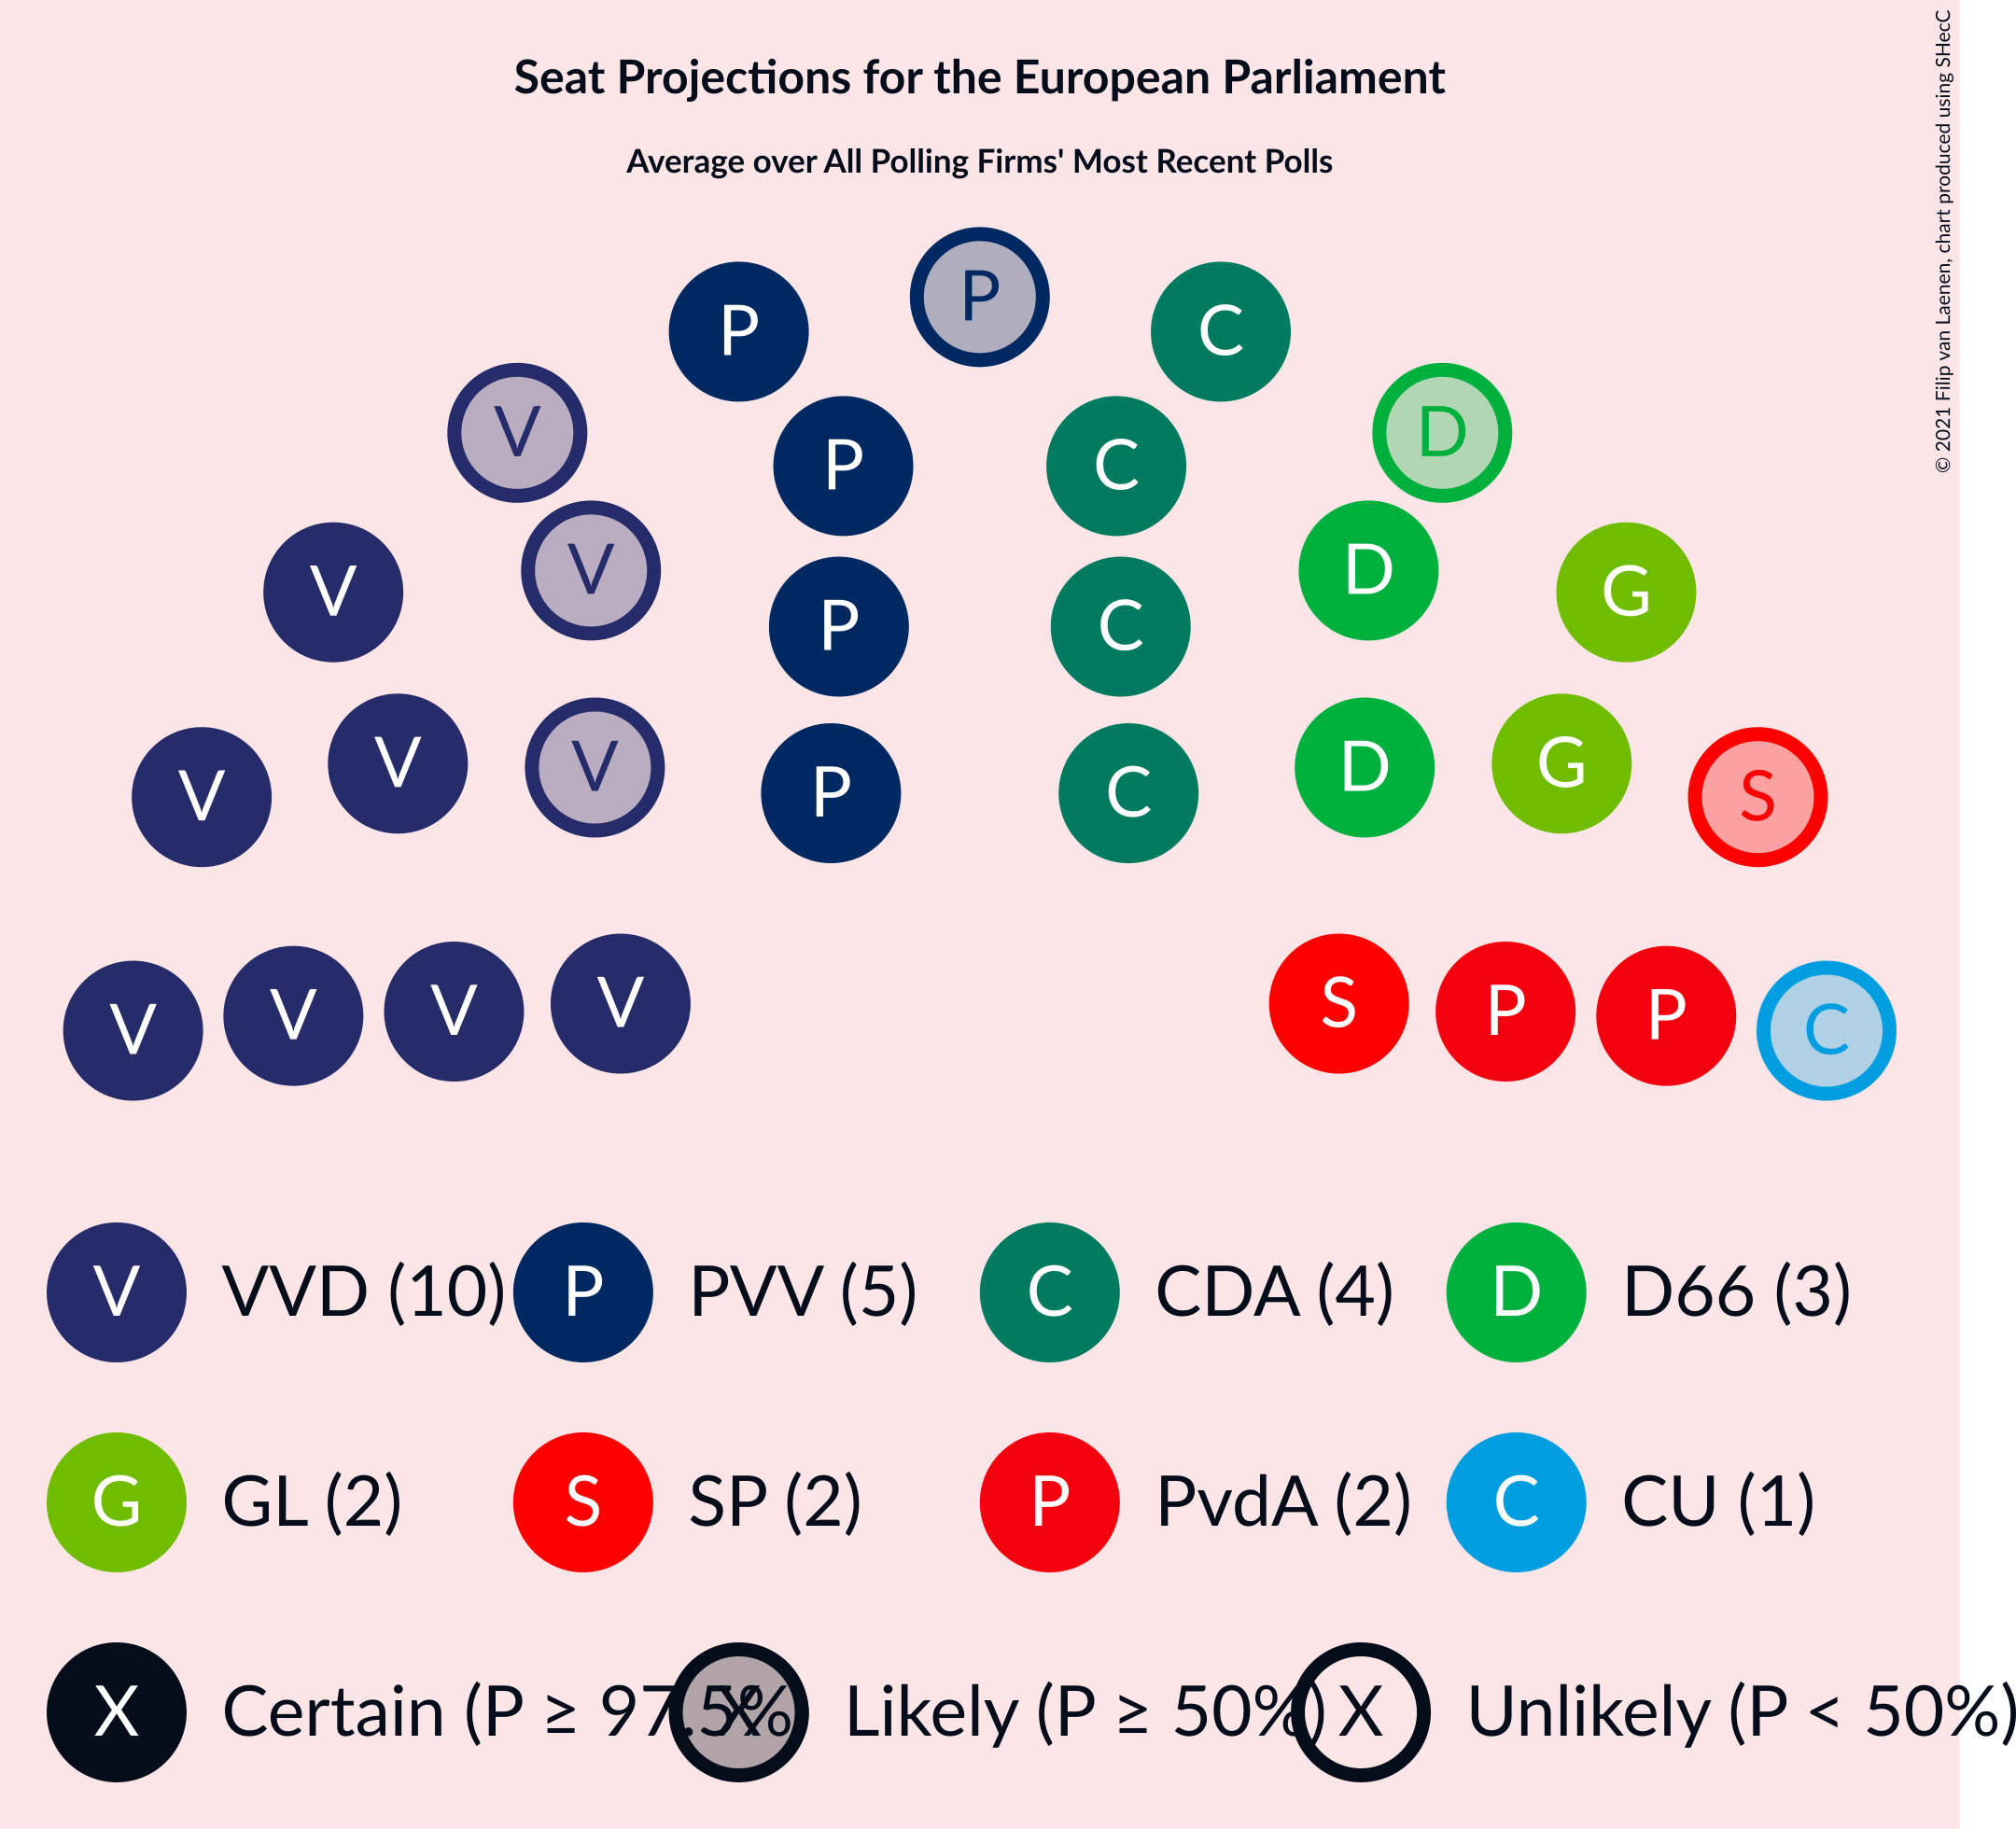 Seat Projections for the European Parliament
Average over All Polling Firms' Most Recent Polls
© 2021 Filip van Laenen, chart produced using SHecC
P
P C
V D
P C
V V D G
P C
V V V P C D G S
V V V V S P P C
V VVD (10) P PVV (5) C CDA (4) D D66 (3)
G GL (2) S SP (2) P PvdA (2) C CU (1)
X Certain (P ≥ 97.5% X Likely (P ≥ 50%) X Unlikely (P < 50%)